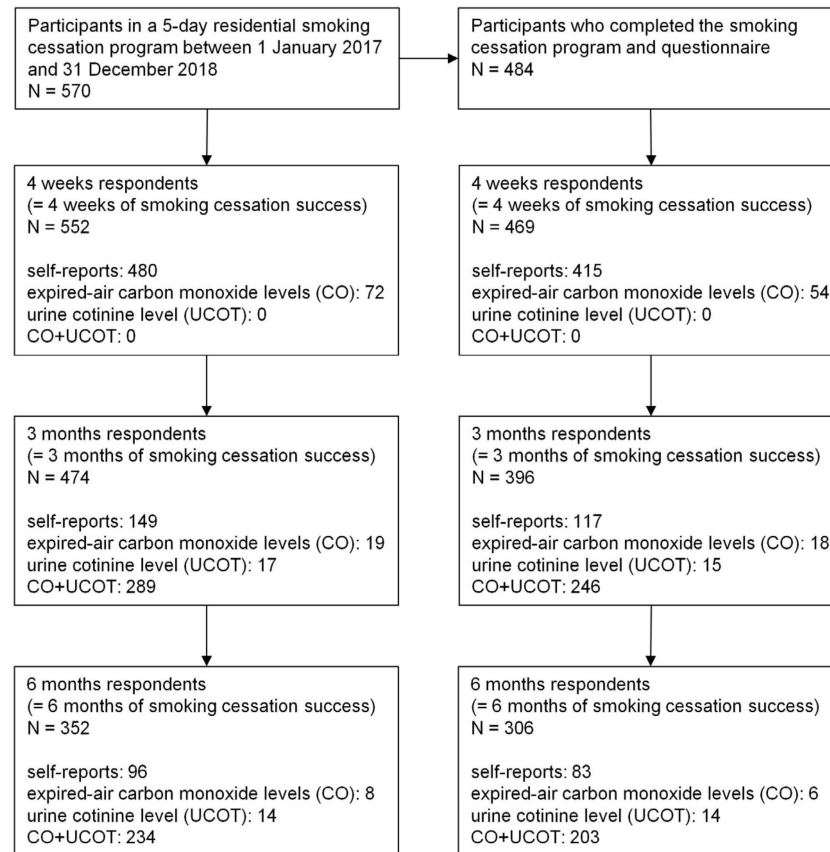 Participants in a 5-day residential smoking
cessation program between 1 January 2017
and 31 December 2018
N = 570
Participants who completed the smoking
cessation program and questionnaire
N = 484
4 weeks respondents
(= 4 weeks of smoking cessation success)
N = 552
self-reports: 480
expired-air carbon monoxide levels (CO): 72
urine cotinine level (UCOT): 0
CO+UCOT: 0
4 weeks respondents
(= 4 weeks of smoking cessation success)
N = 469
self-reports: 415
expired-air carbon monoxide levels (CO): 54
urine cotinine level (UCOT): 0
CO+UCOT: 0
3 months respondents
(= 3 months of smoking cessation success)
N = 474
self-reports: 149
expired-air carbon monoxide levels (CO): 19
urine cotinine level (UCOT): 17
CO+UCOT: 289
3 months respondents
(= 3 months of smoking cessation success)
N = 396
self-reports: 117
expired-air carbon monoxide levels (CO): 18
urine cotinine level (UCOT): 15
CO+UCOT: 246
6 months respondents
(= 6 months of smoking cessation success)
N = 352
self-reports: 96
expired-air carbon monoxide levels (CO): 8
urine cotinine level (UCOT): 14
CO+UCOT: 234
6 months respondents
(= 6 months of smoking cessation success)
N = 306
self-reports: 83
expired-air carbon monoxide levels (CO): 6
urine cotinine level (UCOT): 14
CO+UCOT: 203